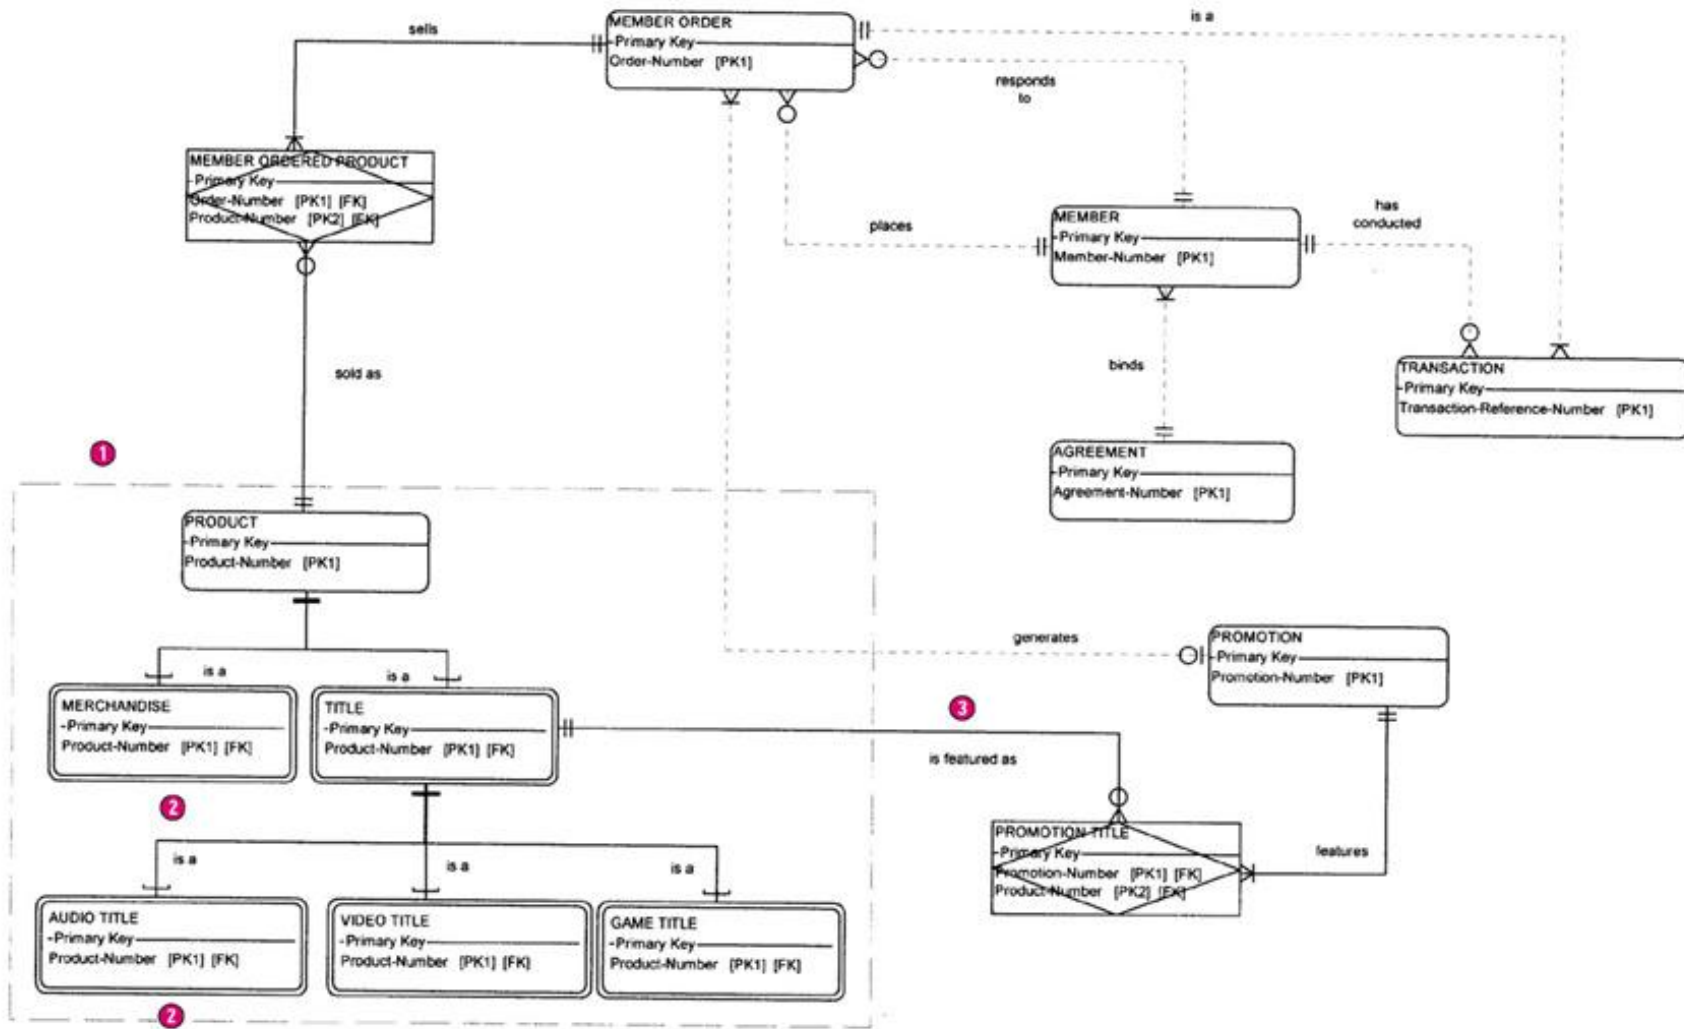 sells
MEMBER ORDER
-Primary Key
Order-Number [PK1]
is a
responds
to
MEMBER ORDERED PRODUCT
-Primary Key
Order-Number [PK1] [FK]
Product-Number [PK2] [FK]
places
MEMBER
-Primary Key
Member-Number [PK1]
has
conducted
sold as
binds
TRANSACTION
-Primary Key
Transaction-Reference-Number [PK1]
1
AGREEMENT
-Primary Key
Agreement-Number [PK1]
PRODUCT
-Primary Key
Product-Number [PK1]
generates
PROMOTION
-Primary Key
Promotion-Number [PK1]
is a
is a
MERCHANDISE
-Primary Key
Product-Number [PK1] [FK]
TITLE
-Primary Key
Product-Number [PK1] [FK]
3
is featured as
2
PROMOTION TITLE
-Primary Key
Promotion-Number [PK1] [FK]
Product-Number [PK2] [FK]
features
is a
is a
is a
AUDIO TITLE
-Primary Key
Product-Number [PK1] [FK]
VIDEO TITLE
-Primary Key
Product-Number [PK1] [FK]
GAME TITLE
-Primary Key
Product-Number [PK1] [FK]
2